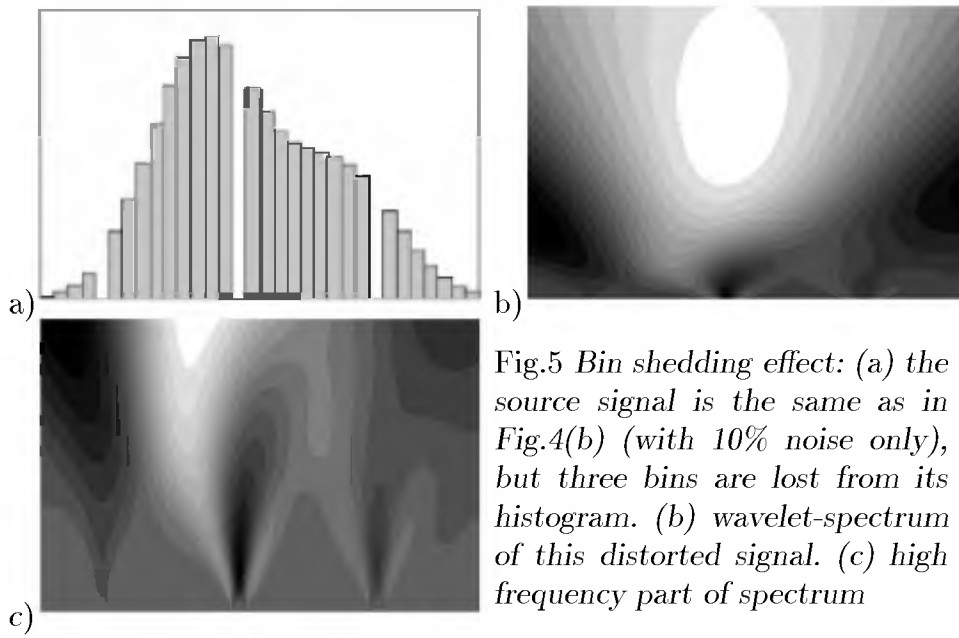 a)
b)
c)
Fig.5 Bin shedding effect: (a) the
source signal is the same as in
Fig.4(b) (with 10% noise only),
but three bins are lost from its
histogram. (b) wavelet-spectrum
of this distorted signal. (c) high
frequency part of spectrum